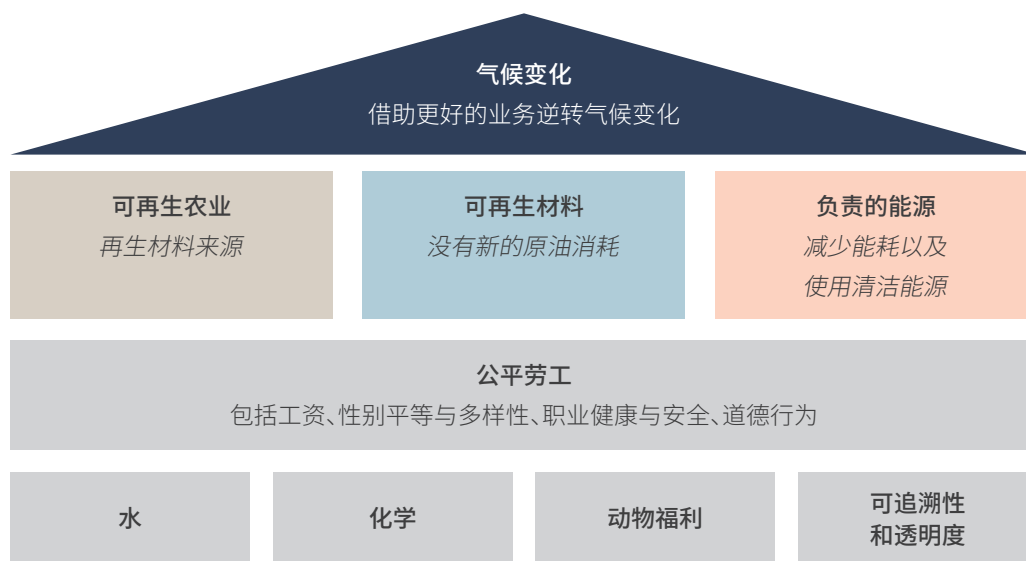 气候变化
借助更好的业务逆转气候变化
可再生农业
再生材料来源
可再生材料
没有新的原油消耗
负责的能源
减少能耗以及
使用清洁能源
公平劳工
包括工资、性别平等与多样性、职业健康与安全、道德行为
水
化学
动物福利
可追溯性
和透明度